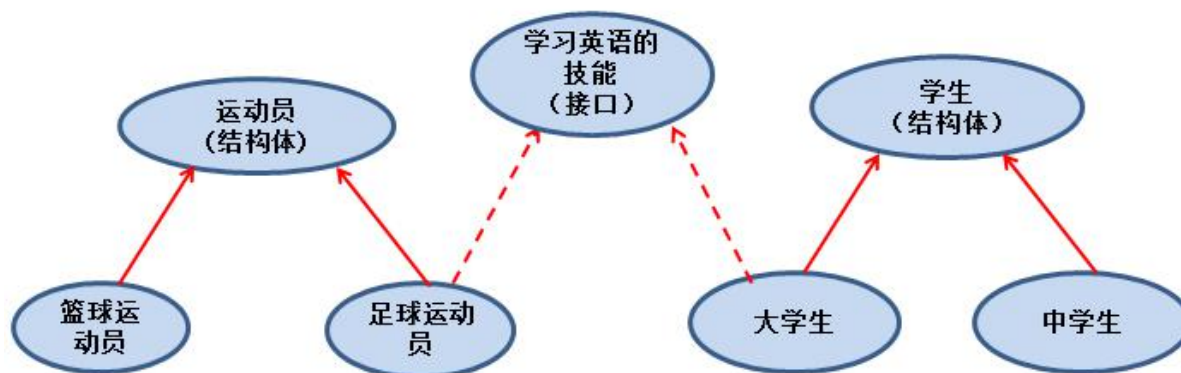 学习英语的
技能
（接口）
运动员
(结构体)
学生
（结构体）
篮球运
动员
足球运动
员
大学生
中学生